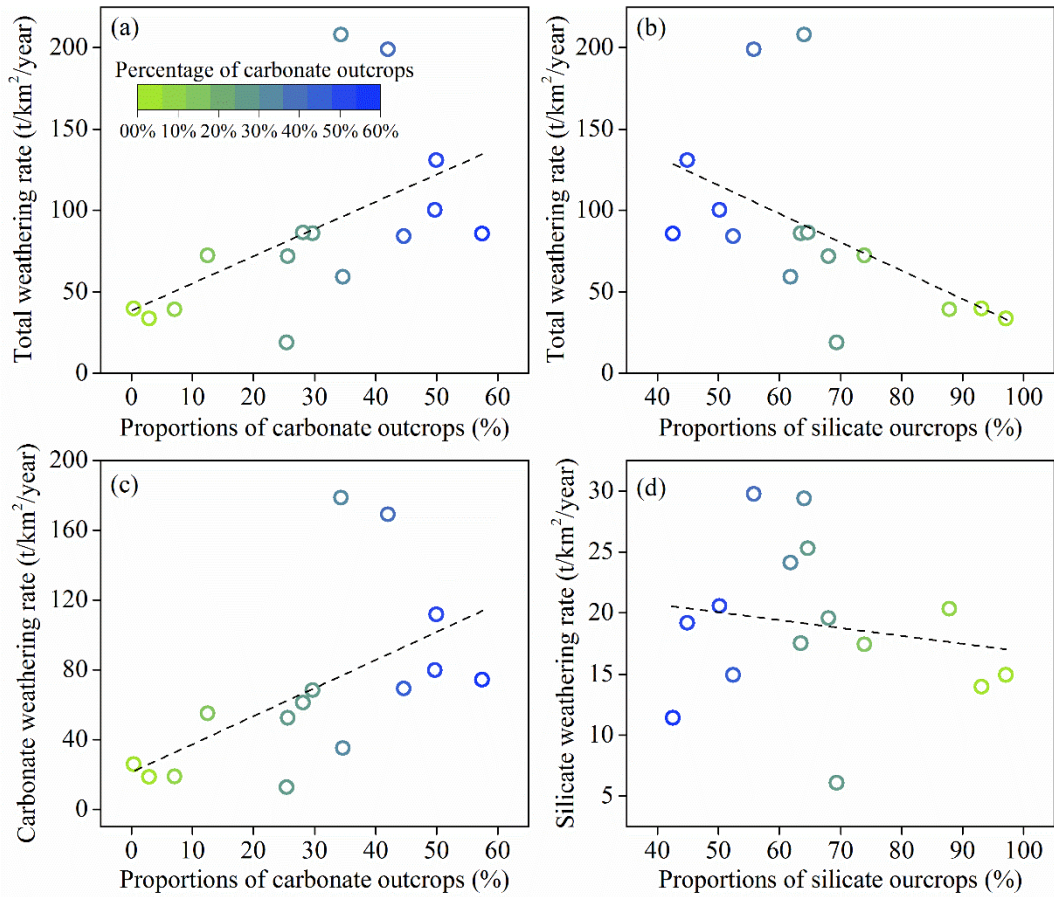 (a)
Percentage of carbonate outcrops
00% 10% 20% 30% 40% 50% 60%
Total weathering rate (t/km²/year)
200
150
100
50
0
0 10 20 30 40 50 60
Proportions of carbonate outcrops (%)
(b)
Total weathering rate (t/km²/year)
200
150
100
50
0
40 50 60 70 80 90 100
Proportions of silicate ourcrops (%)
(c)
Carbonate weathering rate (t/km²/year)
200
160
120
80
40
0
0 10 20 30 40 50 60
Proportions of carbonate outcrops (%)
(d)
Silicate weathering rate (t/km²/year)
30
25
20
15
10
5
40 50 60 70 80 90 100
Proportions of silicate ourcrops (%)